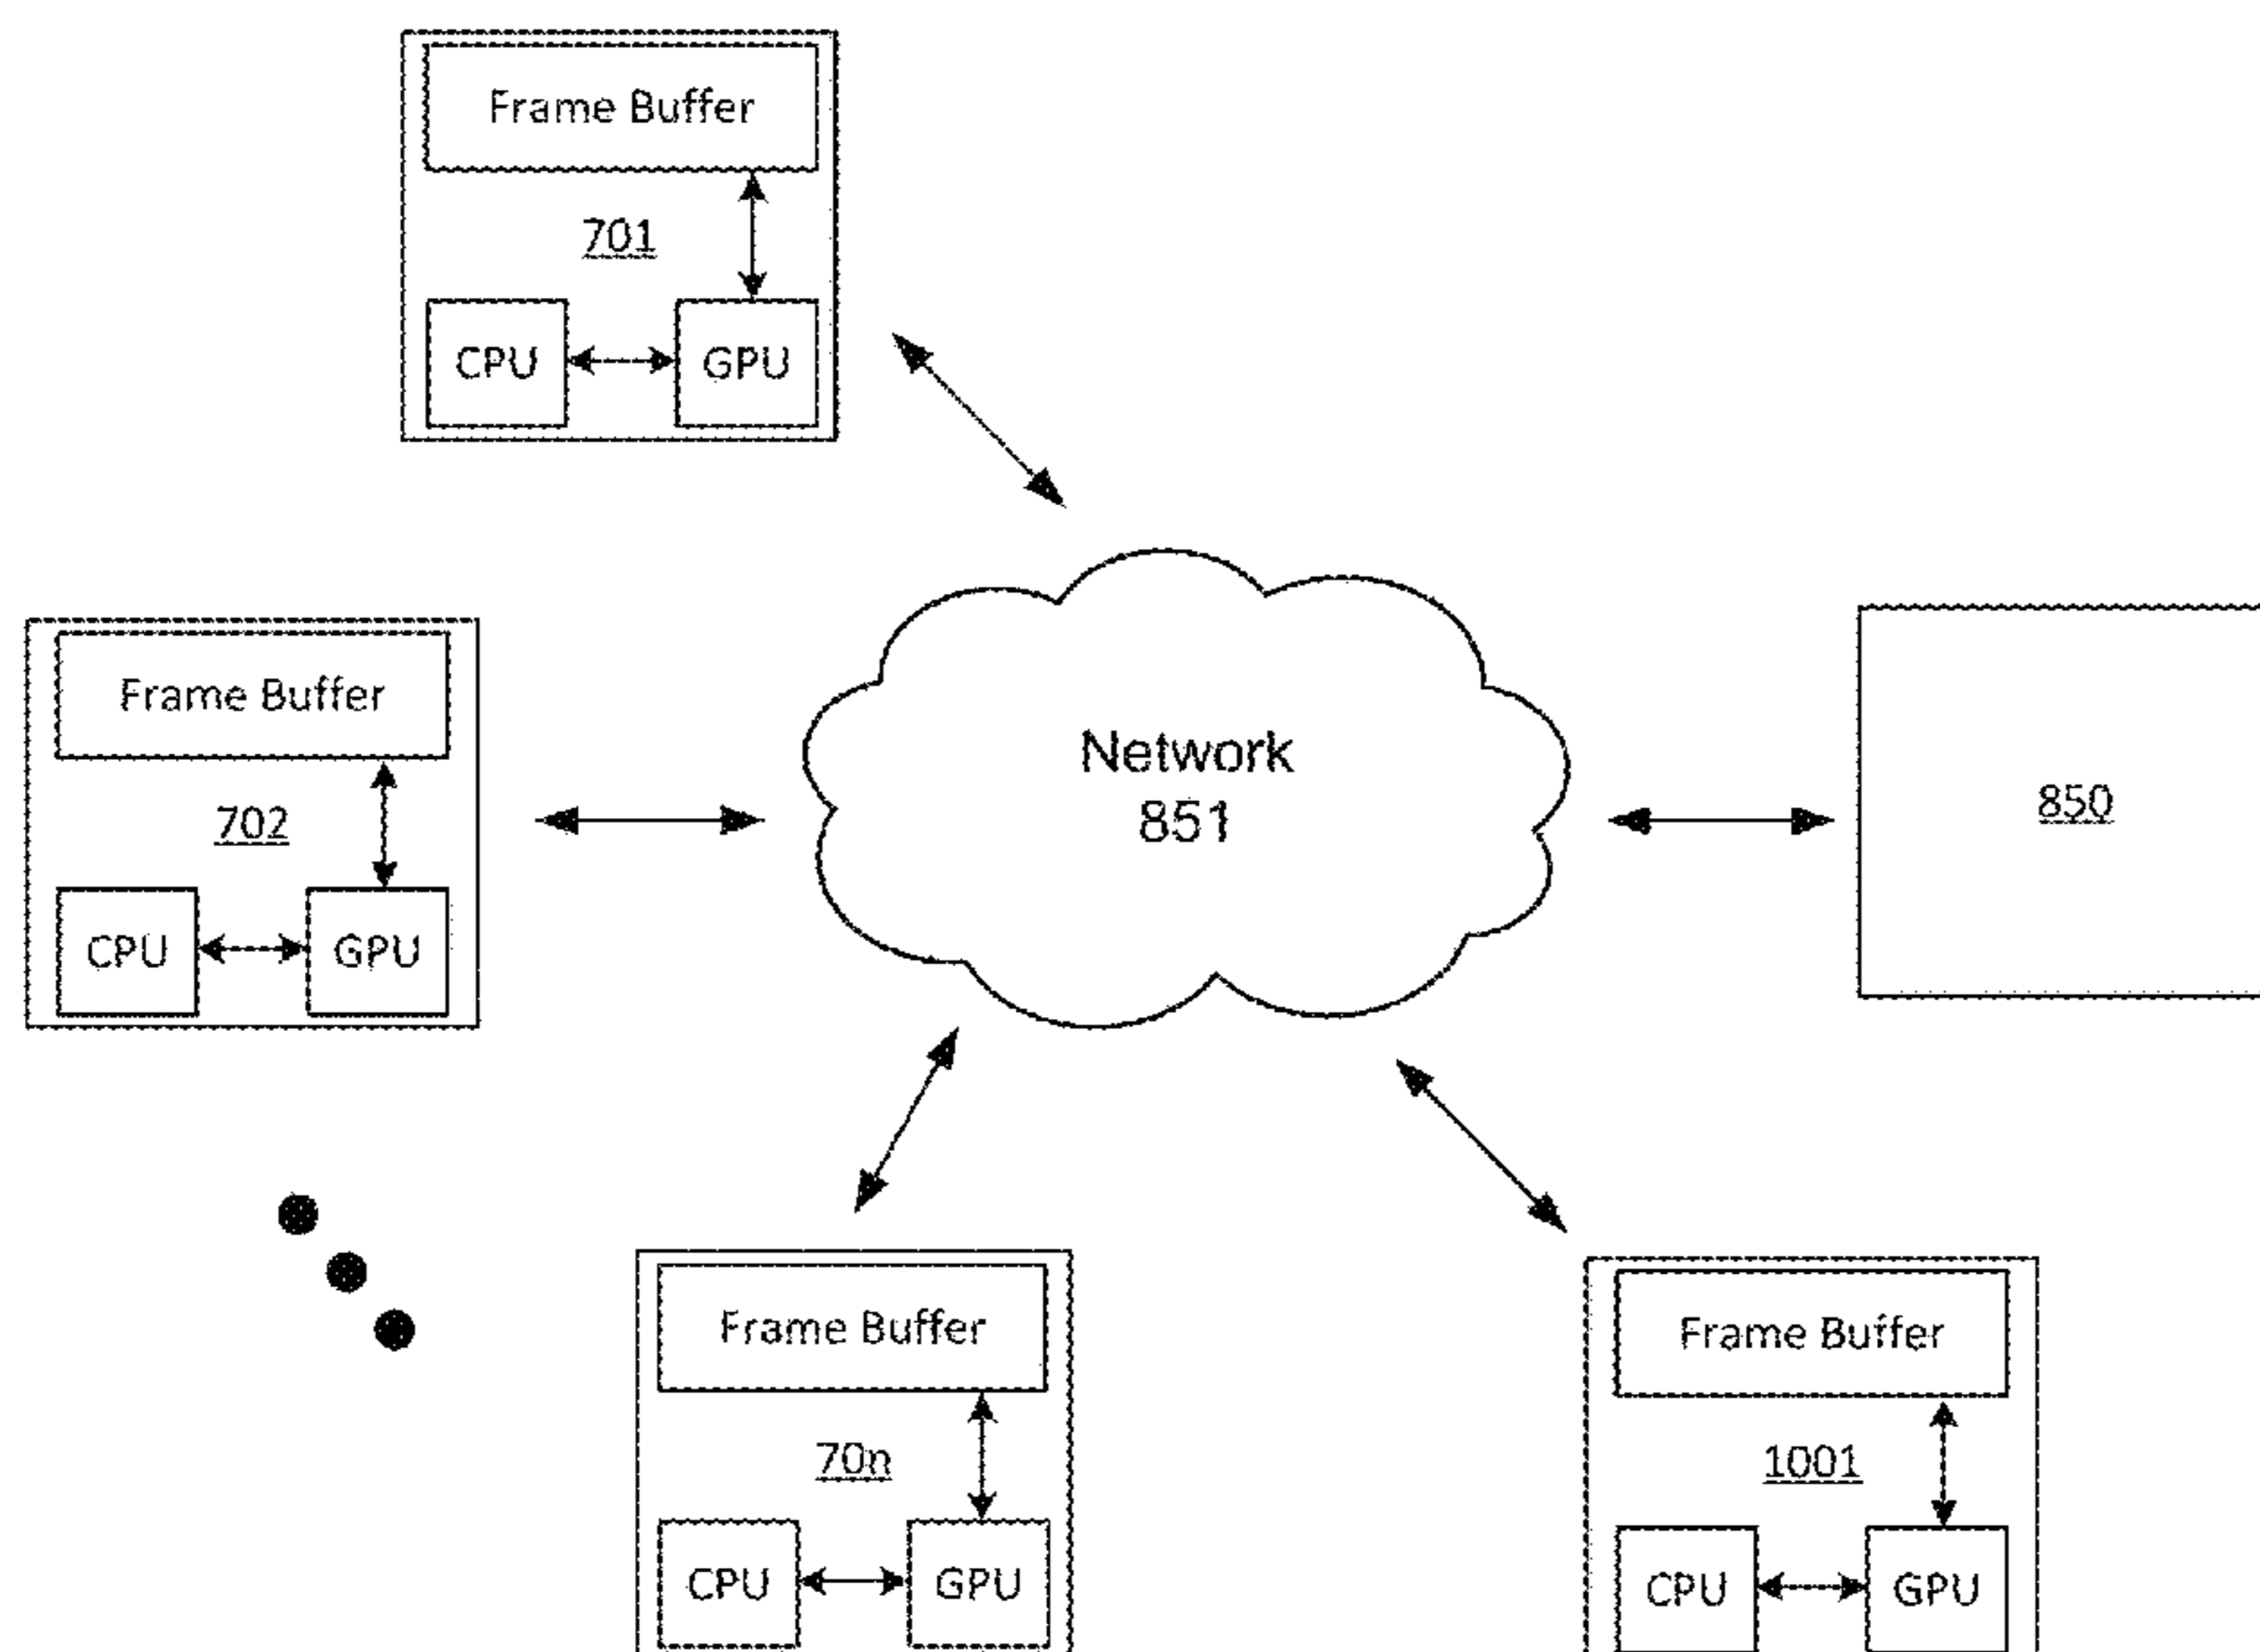 Frame Buffer
701
CPU GPU
Frame Buffer
702
CPU GPU
Network
851
850
Frame Buffer
70n
CPU GPU
Frame Buffer
1001
CPU GPU